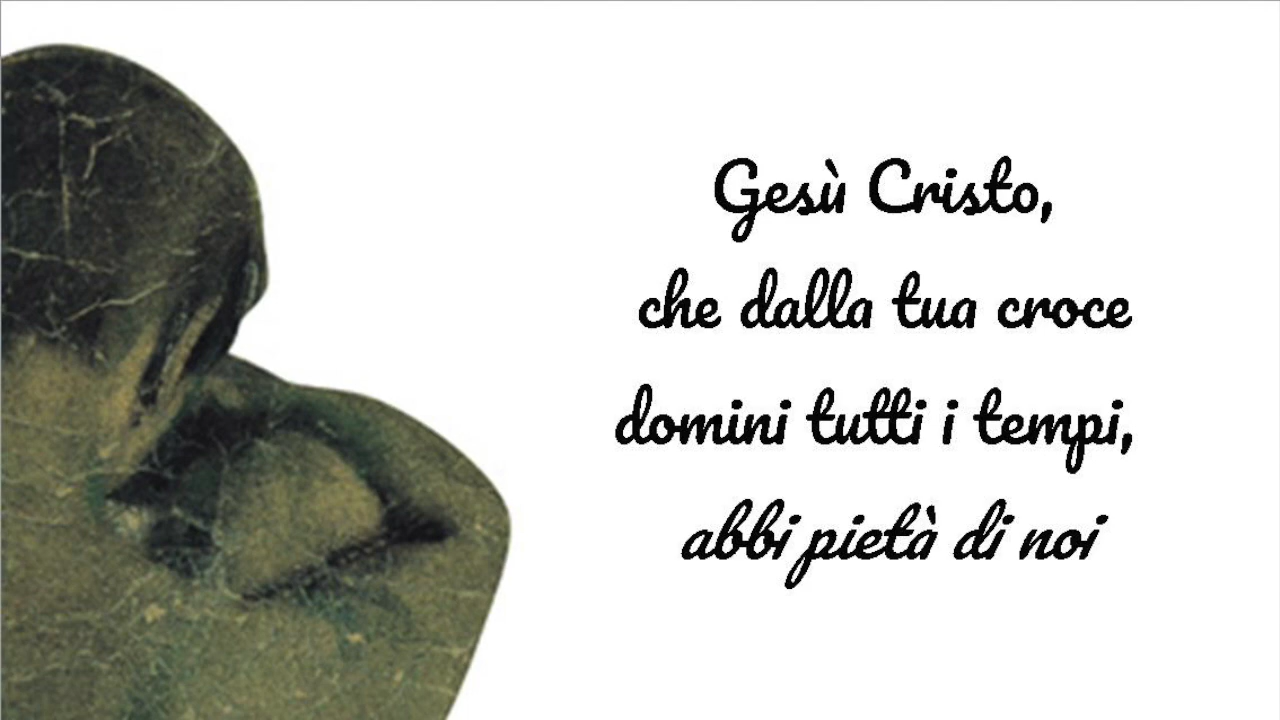 Gesù Cristo,
che dalla tua croce
domini tutti i tempi,
abbi pietà di noi